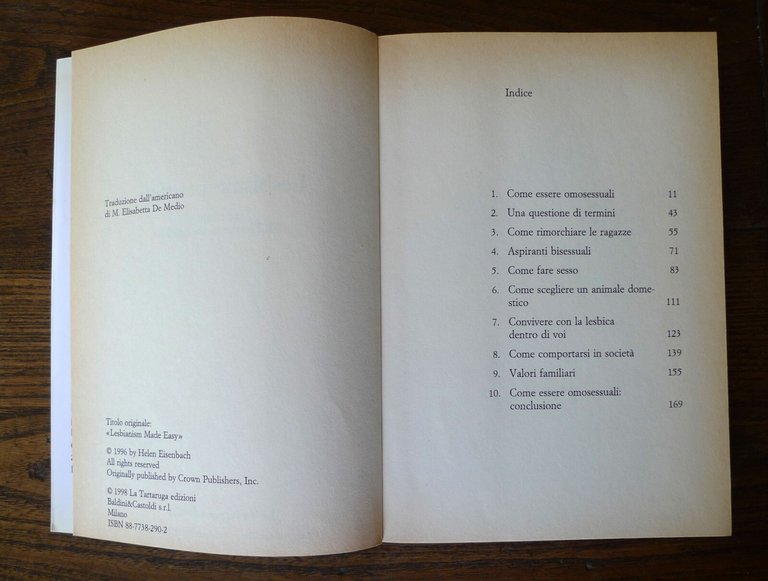 Traduzione dall'americano
di M. Elisabetta De Medio
Titolo originale:
«Lesbianism Made Easy»
© 1996 by Helen Eisenbach
All rights reserved
Originally published by Crown Publishers, Inc.
© 1998 La Tartaruga edizioni
Baldini&Castoldi s.r.l.
Milano
ISBN 88-7738-290-2
Indice
1. Come essere omosessuali 11
2. Una questione di termini 43
3. Come rimorchiare le ragazze 55
4. Aspiranti bisessuali 71
5. Come fare sesso 83
6. Come scegliere un animale dome-
stico 111
7. Convivere con la lesbica
dentro di voi 123
8. Come comportarsi in società 139
9. Valori familiari 155
10. Come essere omosessuali:
conclusione 169